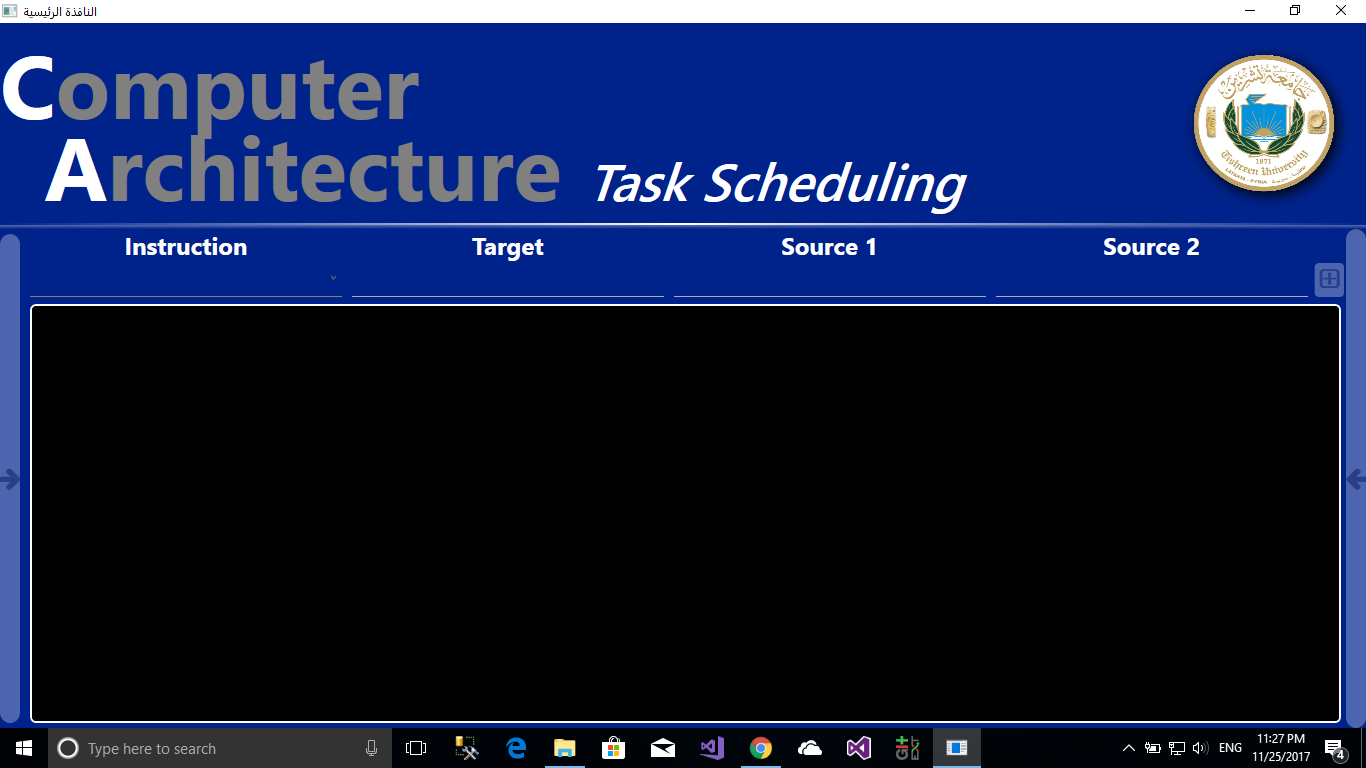 النافذة الرئيسية
Computer
Architecture
Task Scheduling
جامعة تشرين
1971
Tishreen University
LATAKIA - SYRIA
Instruction Target Source 1 Source 2
Type here to search
ENG
11:27 PM
11/25/2017
4